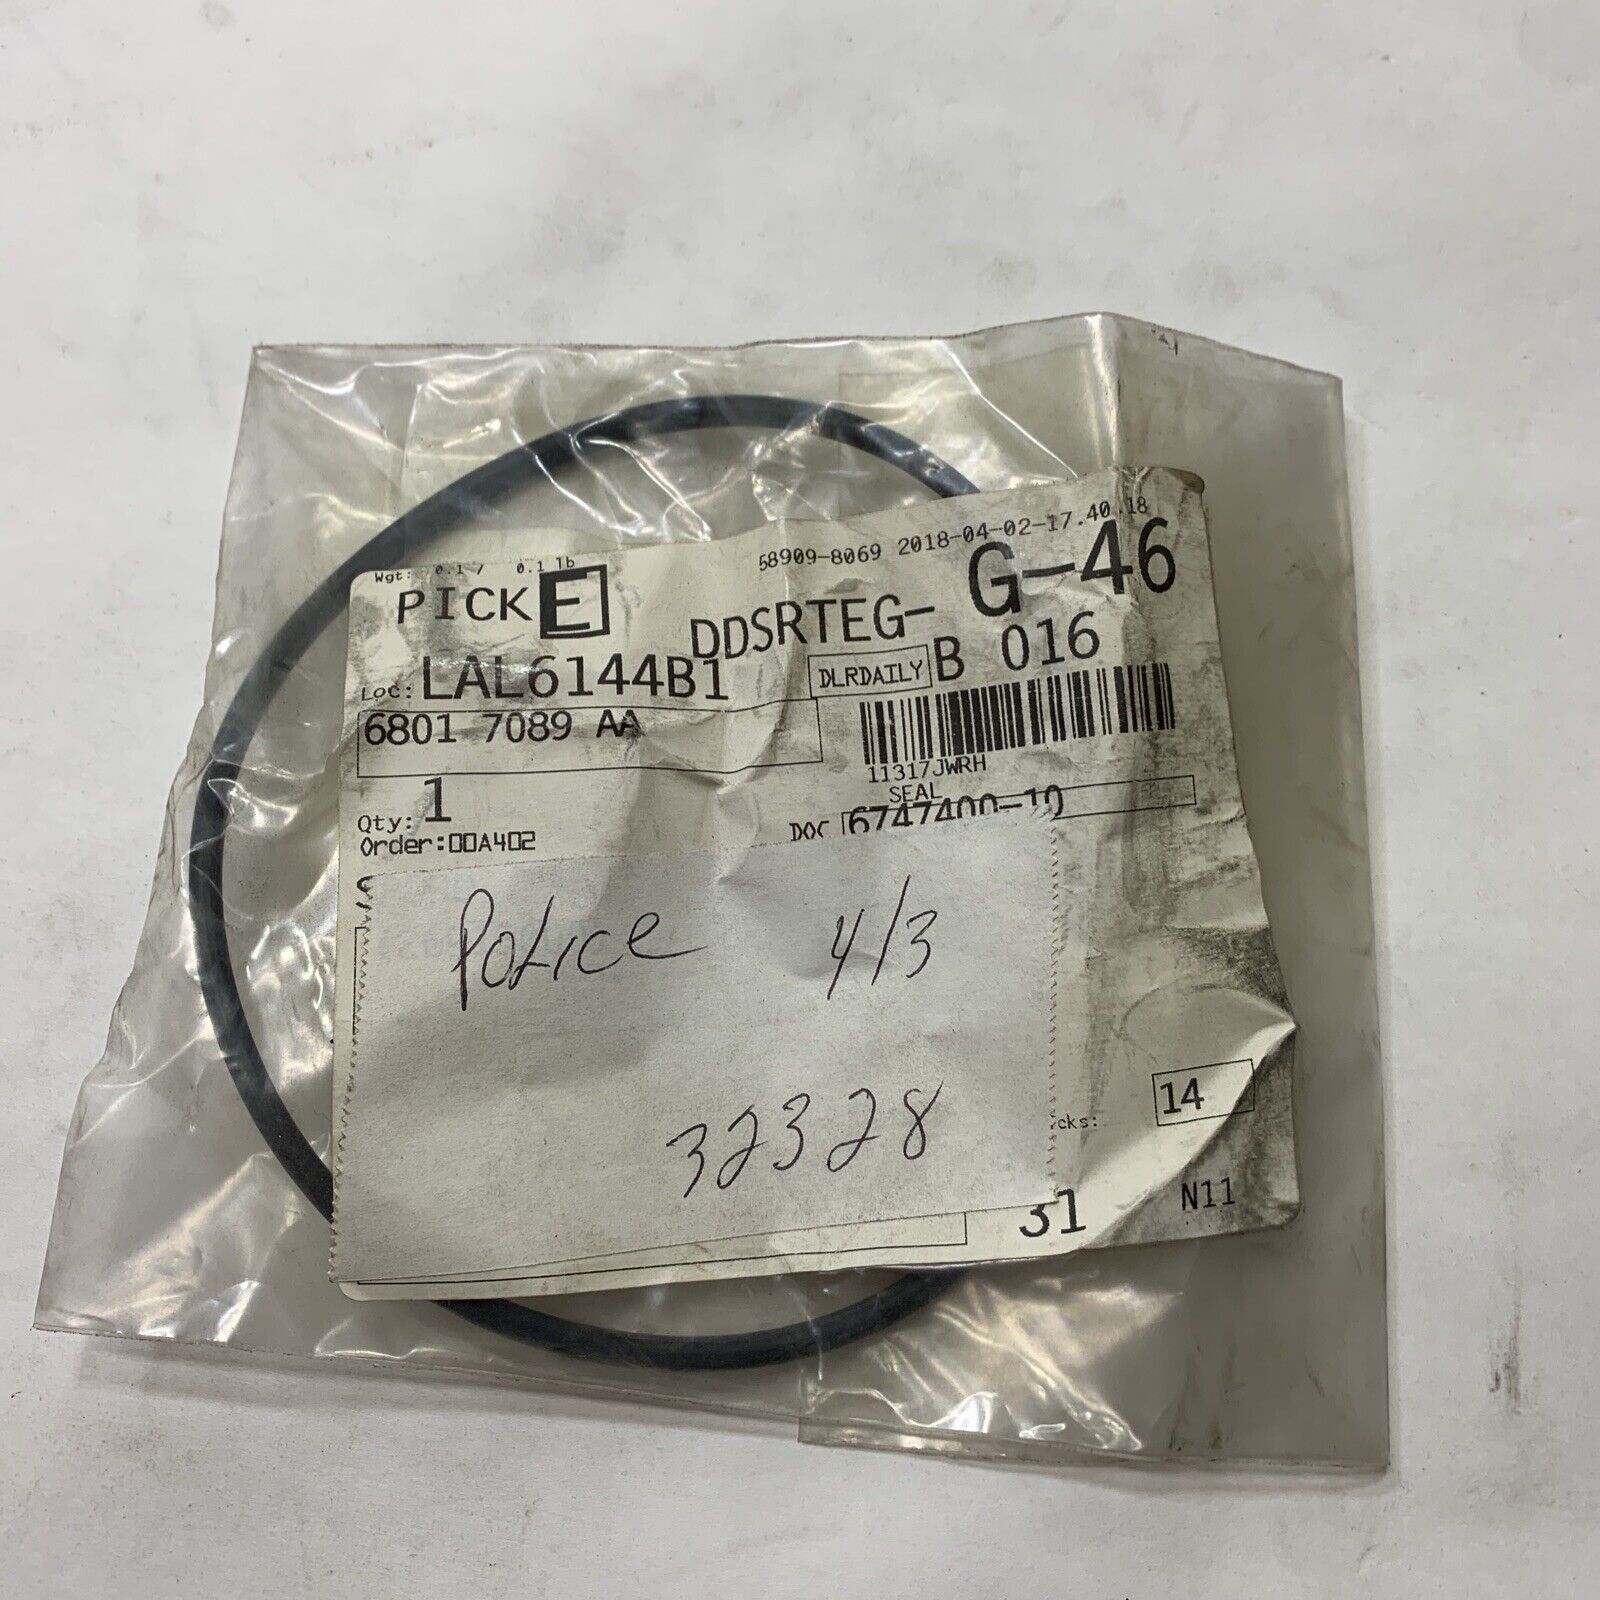 Wgt: 0.1 / 0.1 lb
58909-8069 2018-04-02-17.40.18
PICK E
DDSRTEG- G-46
Loc: LAL6144B1
DLRDAILY B 016
6801 7089 AA
11317JWRH
SEAL
Qty: 1
DOC 6747400-10
Order:00A402
Police 4/3
32328
cks: 14
31
N11